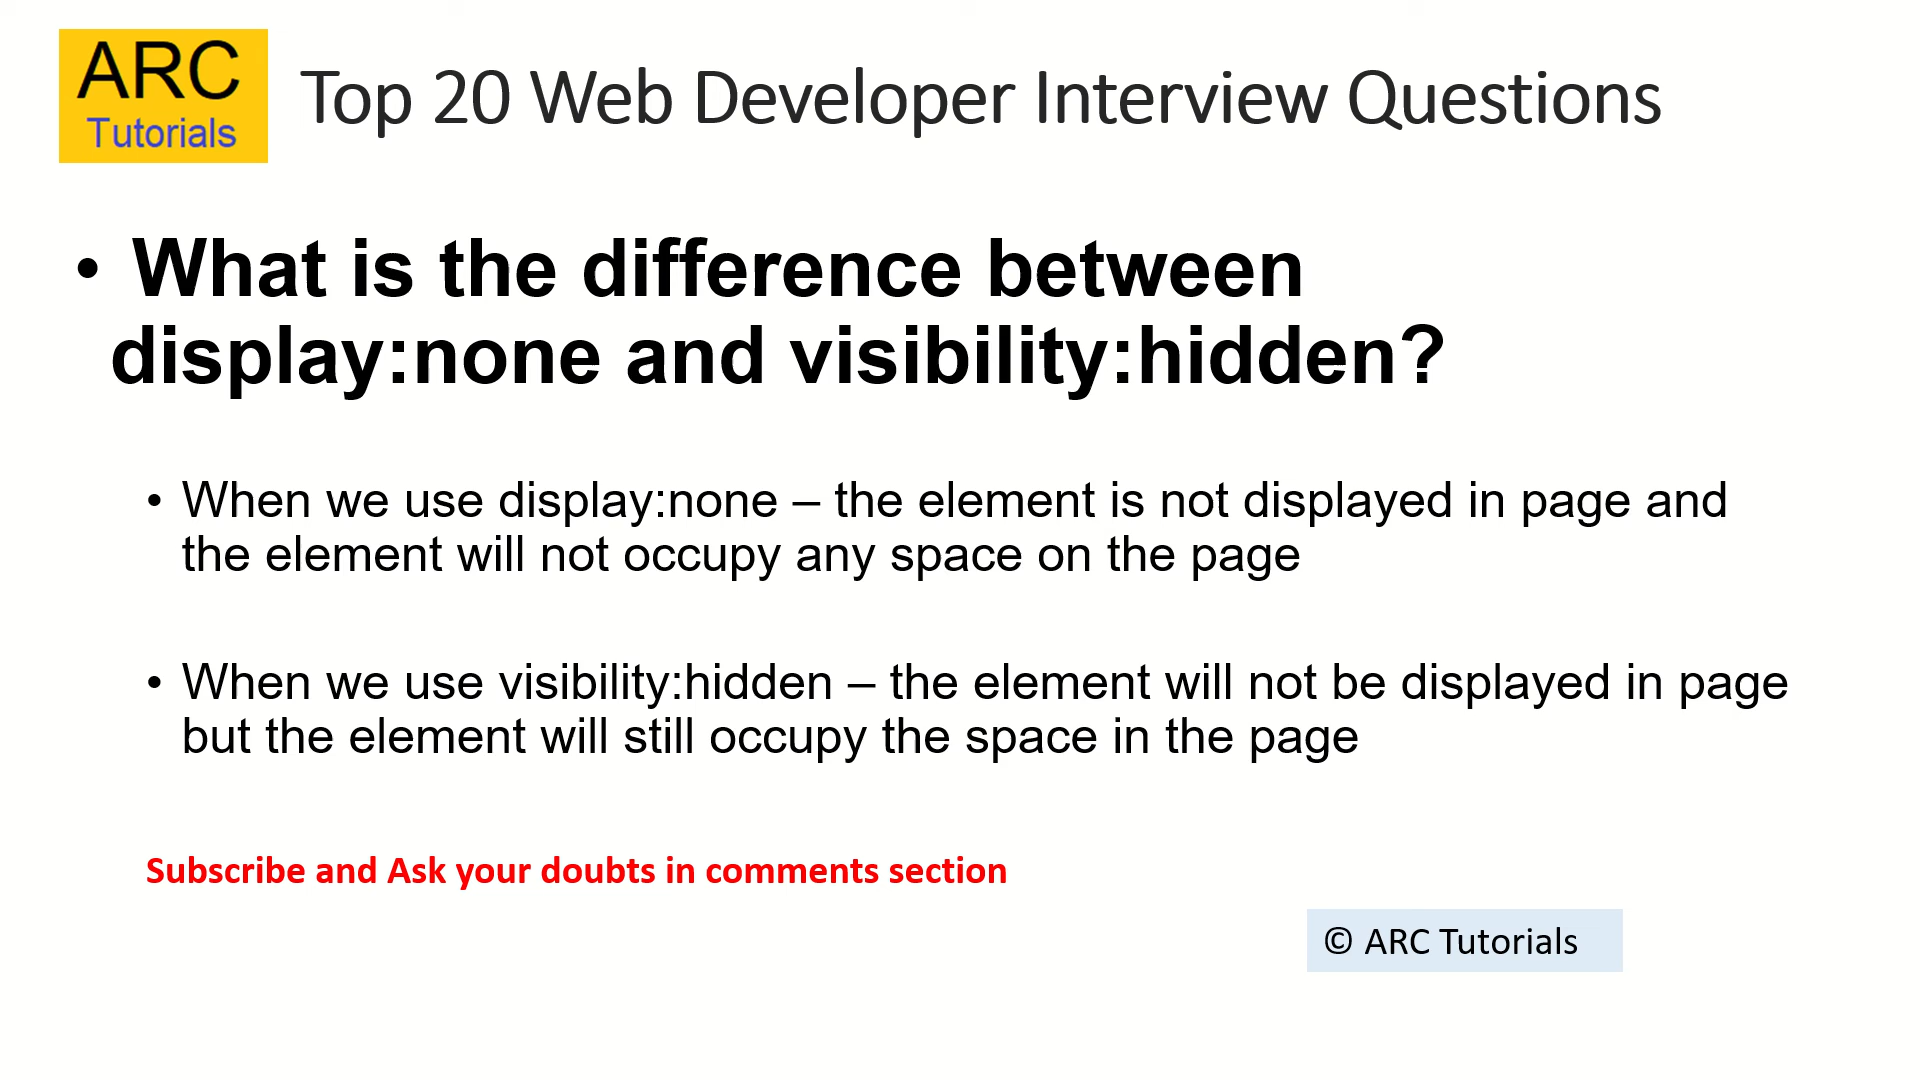 ARC
Tutorials
Top 20 Web Developer Interview Questions
• What is the difference between
display:none and visibility:hidden?
• When we use display:none – the element is not displayed in page and
the element will not occupy any space on the page
• When we use visibility:hidden – the element will not be displayed in page
but the element will still occupy the space in the page
Subscribe and Ask your doubts in comments section
© ARC Tutorials